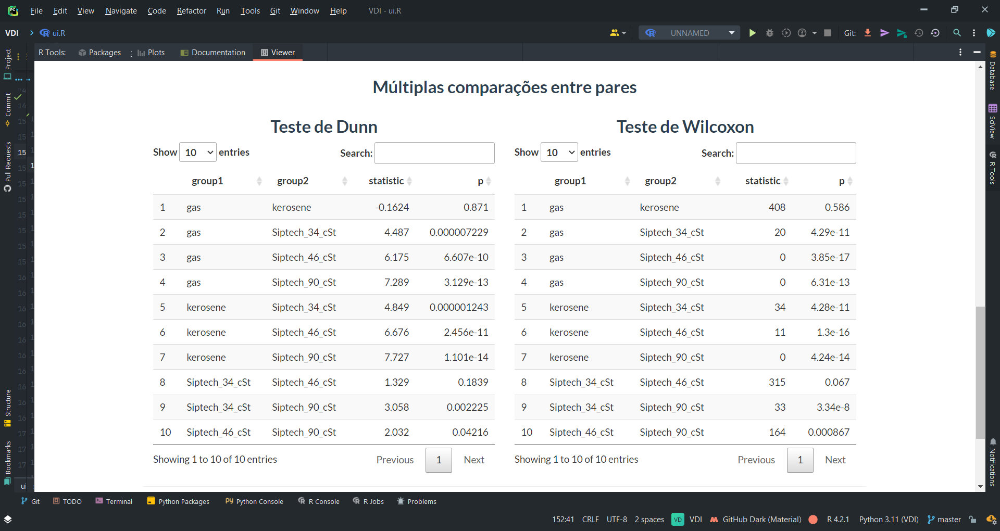 File Edit View Navigate Code Refactor Run Tools Git Window Help VDI - ui.R
VDI ui.R UNNAMED Git:
R Tools: Packages Plots Documentation Viewer
Project
Commit
Pull Requests
Structure
Bookmarks
Múltiplas comparações entre pares
Teste de Dunn
Show 10 entries Search:
group1 group2 statistic p
1 gas kerosene -0.1624 0.871
2 gas Siptech_34_cSt 4.487 0.000007229
3 gas Siptech_46_cSt 6.175 6.607e-10
4 gas Siptech_90_cSt 7.289 3.129e-13
5 kerosene Siptech_34_cSt 4.849 0.000001243
6 kerosene Siptech_46_cSt 6.676 2.456e-11
7 kerosene Siptech_90_cSt 7.727 1.101e-14
8 Siptech_34_cSt Siptech_46_cSt 1.329 0.1839
9 Siptech_34_cSt Siptech_90_cSt 3.058 0.002225
10 Siptech_46_cSt Siptech_90_cSt 2.032 0.04216
Showing 1 to 10 of 10 entries Previous 1 Next
Teste de Wilcoxon
Show 10 entries Search:
group1 group2 statistic p
1 gas kerosene 408 0.586
2 gas Siptech_34_cSt 20 4.29e-11
3 gas Siptech_46_cSt 0 3.85e-17
4 gas Siptech_90_cSt 0 6.31e-13
5 kerosene Siptech_34_cSt 34 4.28e-11
6 kerosene Siptech_46_cSt 11 1.3e-16
7 kerosene Siptech_90_cSt 0 4.24e-14
8 Siptech_34_cSt Siptech_46_cSt 315 0.067
9 Siptech_34_cSt Siptech_90_cSt 33 3.34e-8
10 Siptech_46_cSt Siptech_90_cSt 164 0.000867
Showing 1 to 10 of 10 entries Previous 1 Next
Database
SciView
R Tools
Notifications
ui
Git TODO Terminal Python Packages Python Console R Console R Jobs Problems
152:41 CRLF UTF-8 2 spaces VD VDI GitHub Dark (Material) R 4.2.1 Python 3.11 (VDI) master